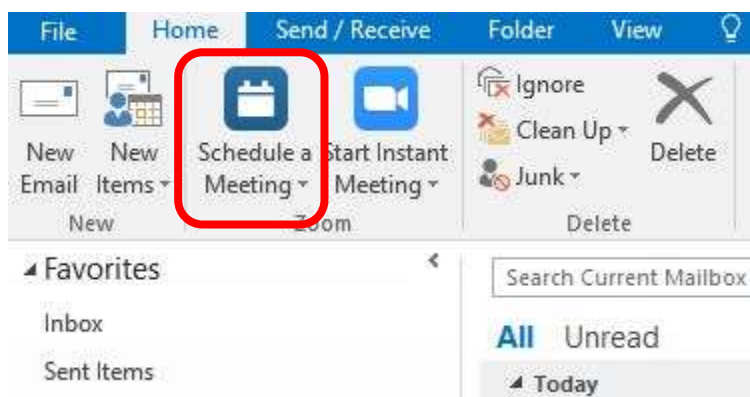 File Home Send / Receive Folder View
Ignore
Clean Up
Junk
New Email
New Items
Schedule a Meeting
Start Instant Meeting
Delete
New Zoom Delete
Favorites
Search Current Mailbox
Inbox
All Unread
Sent Items
Today